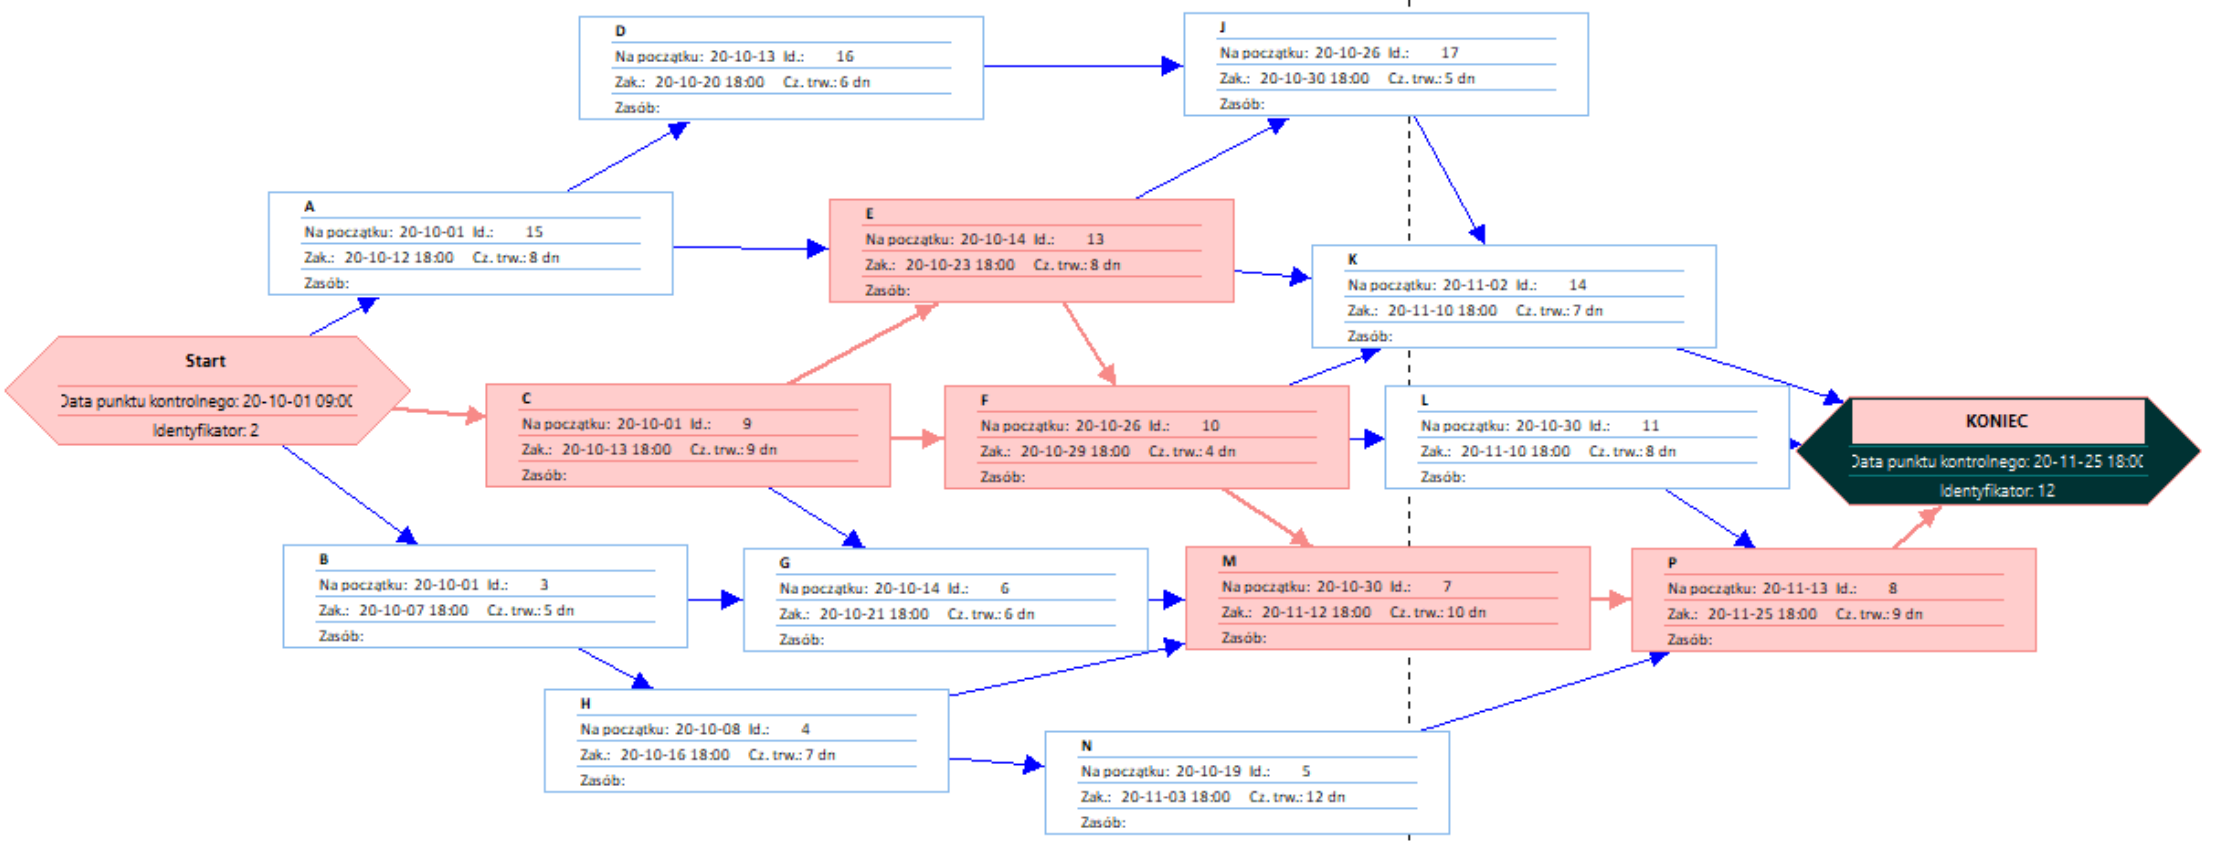 D
Na początku: 20-10-13 Id.: 16
Zak.: 20-10-20 18:00 Cz. trw.: 6 dn
Zasób:
J
Na początku: 20-10-26 Id.: 17
Zak.: 20-10-30 18:00 Cz. trw.: 5 dn
Zasób:
A
Na początku: 20-10-01 Id.: 15
Zak.: 20-10-12 18:00 Cz. trw.: 8 dn
Zasób:
E
Na początku: 20-10-14 Id.: 13
Zak.: 20-10-23 18:00 Cz. trw.: 8 dn
Zasób:
K
Na początku: 20-11-02 Id.: 14
Zak.: 20-11-10 18:00 Cz. trw.: 7 dn
Zasób:
Start
Data punktu kontrolnego: 20-10-01 09:00
Identyfikator: 2
C
Na początku: 20-10-01 Id.: 9
Zak.: 20-10-13 18:00 Cz. trw.: 9 dn
Zasób:
F
Na początku: 20-10-26 Id.: 10
Zak.: 20-10-29 18:00 Cz. trw.: 4 dn
Zasób:
L
Na początku: 20-10-30 Id.: 11
Zak.: 20-11-10 18:00 Cz. trw.: 8 dn
Zasób:
KONIEC
Data punktu kontrolnego: 20-11-25 18:00
Identyfikator: 12
B
Na początku: 20-10-01 Id.: 3
Zak.: 20-10-07 18:00 Cz. trw.: 5 dn
Zasób:
G
Na początku: 20-10-14 Id.: 6
Zak.: 20-10-21 18:00 Cz. trw.: 6 dn
Zasób:
M
Na początku: 20-10-30 Id.: 7
Zak.: 20-11-12 18:00 Cz. trw.: 10 dn
Zasób:
P
Na początku: 20-11-13 Id.: 8
Zak.: 20-11-25 18:00 Cz. trw.: 9 dn
Zasób:
H
Na początku: 20-10-08 Id.: 4
Zak.: 20-10-16 18:00 Cz. trw.: 7 dn
Zasób:
N
Na początku: 20-10-19 Id.: 5
Zak.: 20-11-03 18:00 Cz. trw.: 12 dn
Zasób: